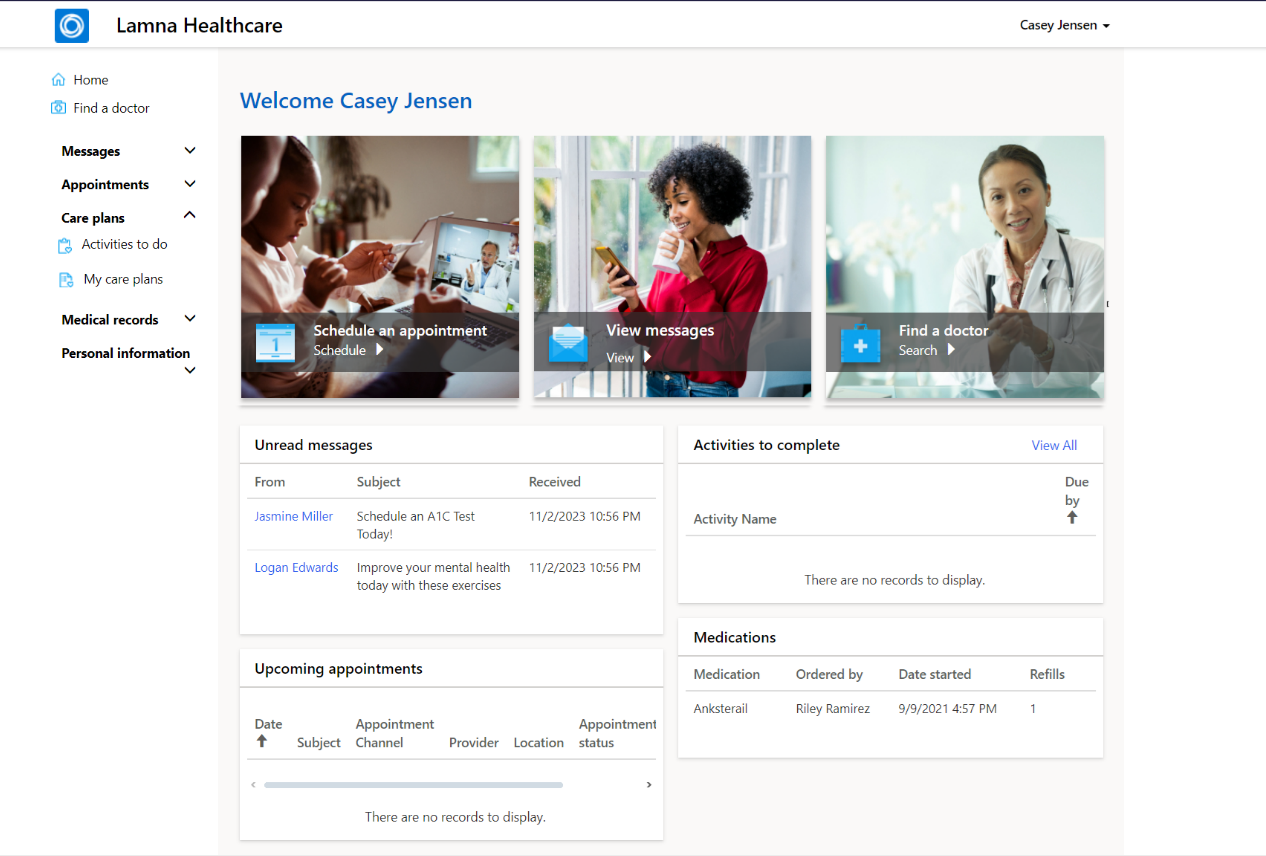 Lamna Healthcare
Casey Jensen
Home
Find a doctor
Messages
Appointments
Care plans
Activities to do
My care plans
Medical records
Personal information
Welcome Casey Jensen
1
Schedule an appointment
Schedule
View messages
View
Find a doctor
Search
Unread messages
From Subject Received
Jasmine Miller Schedule an A1C Test 11/2/2023 10:56 PM
Today!
Logan Edwards Improve your mental health 11/2/2023 10:56 PM
today with these exercises
Upcoming appointments
Date Appointment Appointment
Subject Channel Provider Location status
There are no records to display.
Activities to complete View All
Due
by
Activity Name
There are no records to display.
Medications
Medication Ordered by Date started Refills
Anksterail Riley Ramirez 9/9/2021 4:57 PM 1